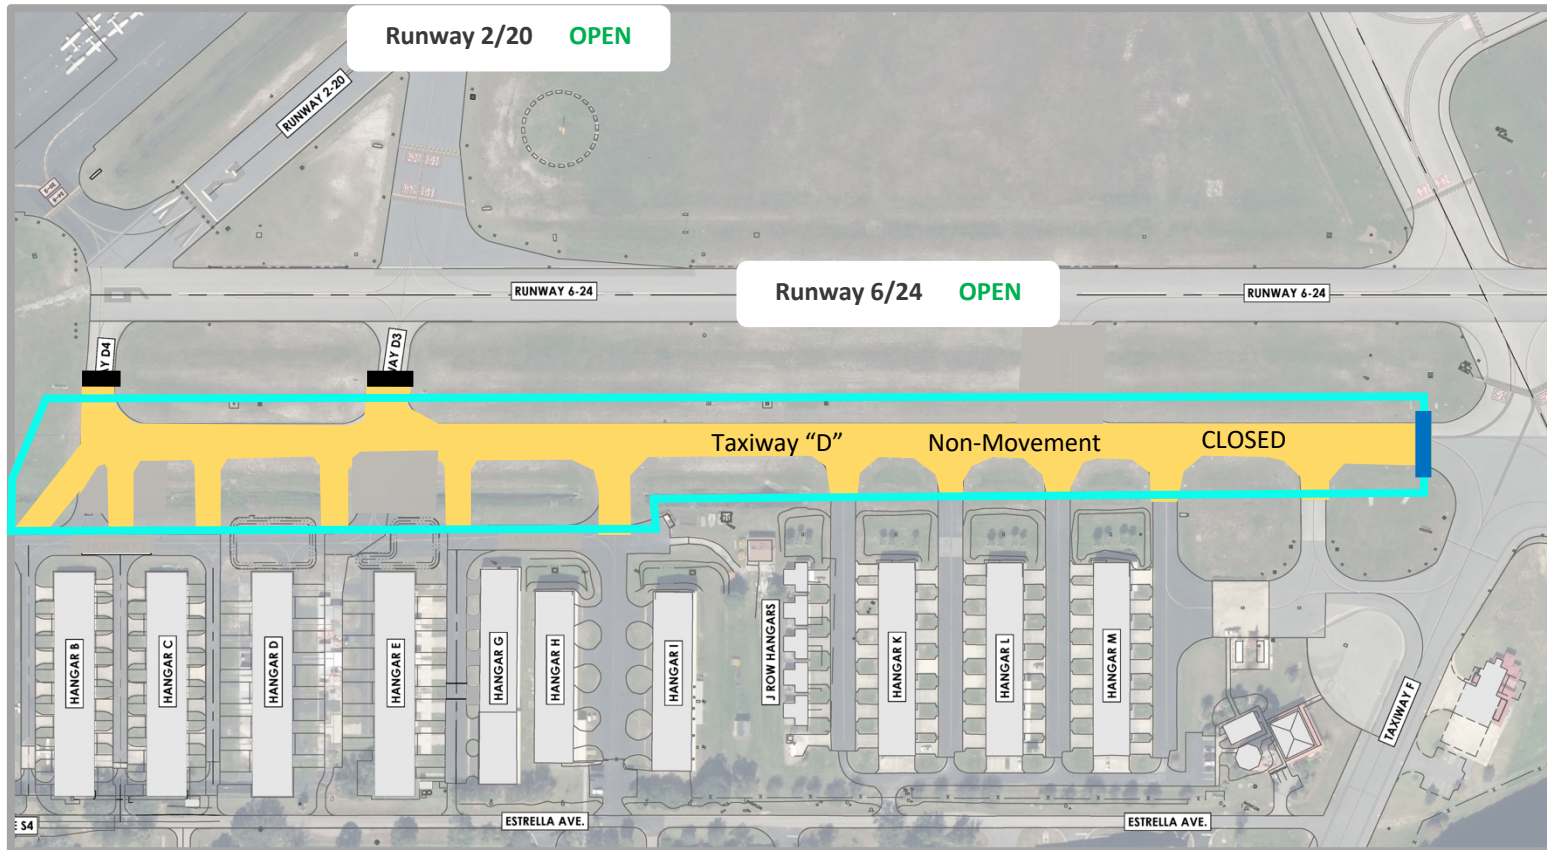 Runway 2/20 OPEN
RUNWAY 2-20
Runway 6/24 OPEN
RUNWAY 6-24
RUNWAY 6-24
AY D4
WAY D3
Taxiway “D” Non-Movement CLOSED
HANGAR B
HANGAR C
HANGAR D
HANGAR E
HANGAR G
HANGAR H
HANGAR I
J ROW HANGARS
HANGAR K
HANGAR L
HANGAR M
TAXIWAY F
E S4
ESTRELLA AVE.
ESTRELLA AVE.